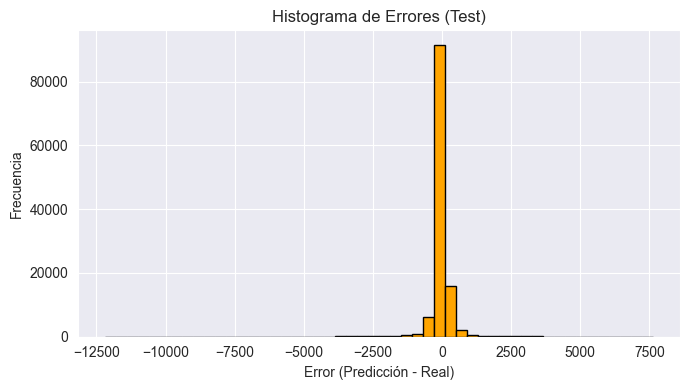 Histograma de Errores (Test)
Frecuencia
80000
60000
40000
20000
0
−12500 −10000 −7500 −5000 −2500 0 2500 5000 7500
Error (Predicción - Real)